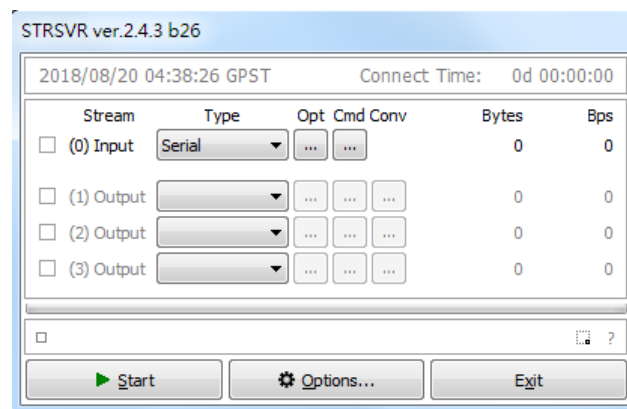 STRSVR ver.2.4.3 b26
2018/08/20 04:38:26 GPST Connect Time: 0d 00:00:00
Stream Type Opt Cmd Conv Bytes Bps
(0) Input Serial ... ... 0 0
(1) Output ... ... ... 0 0
(2) Output ... ... ... 0 0
(3) Output ... ... ... 0 0
?
Start Options... Exit